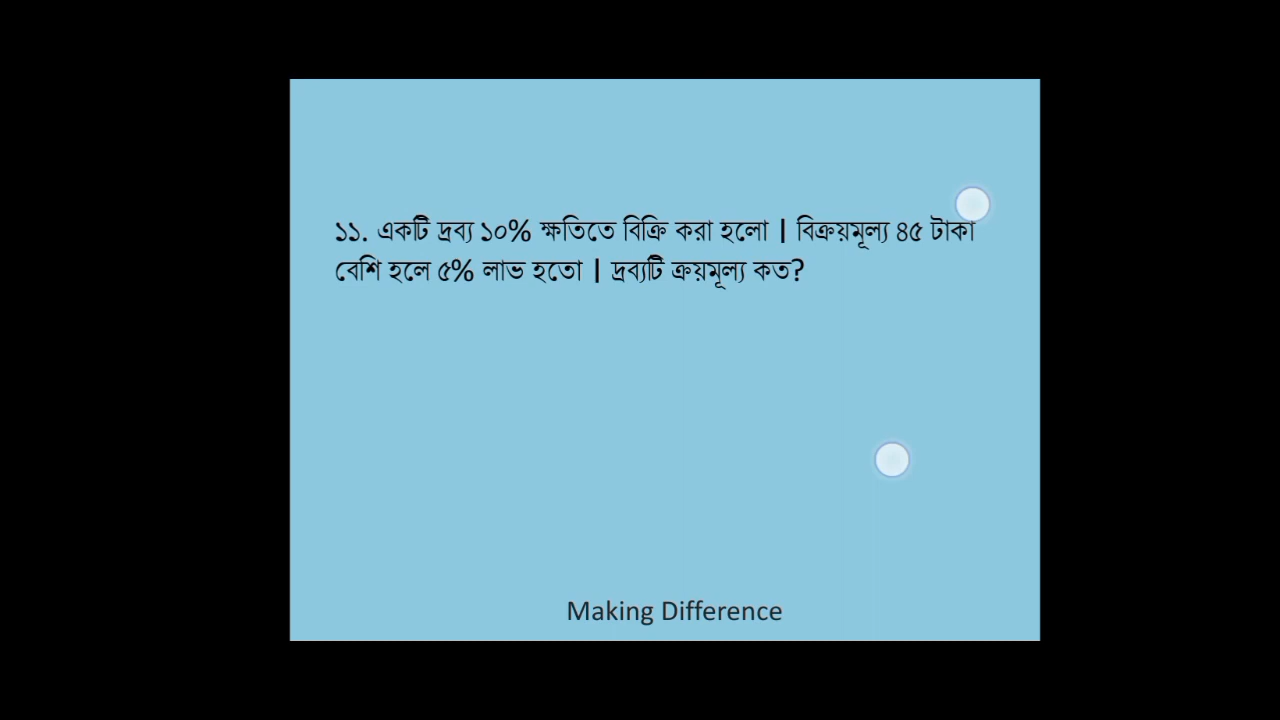 ১১. একটি দ্রব্য ১০% ক্ষতিতে বিক্রি করা হলো | বিক্রয়মূল্য ৪৫ টাকা
বেশি হলে ৫% লাভ হতো | দ্রব্যটি ক্রয়মূল্য কত?
Making Difference